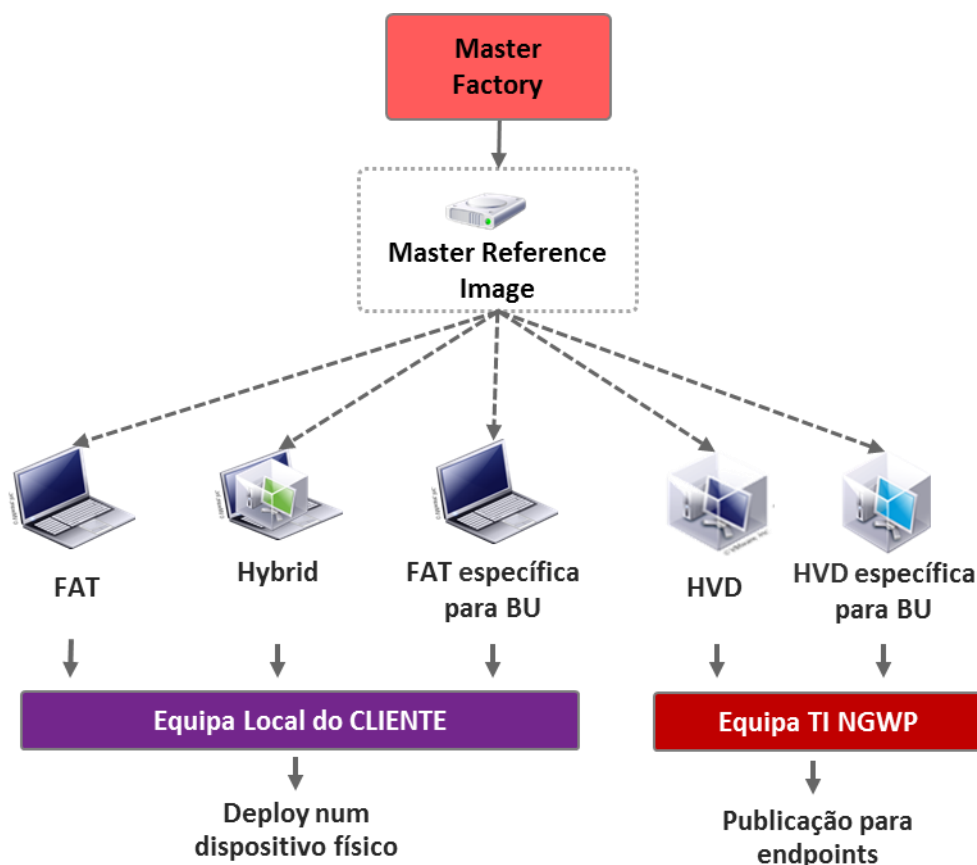 Master
Factory
Master Reference
Image
FAT
Hybrid
FAT específica
para BU
HVD
HVD específica
para BU
Equipa Local do CLIENTE
Equipa TI NGWP
Deploy num
dispositivo físico
Publicação para
endpoints